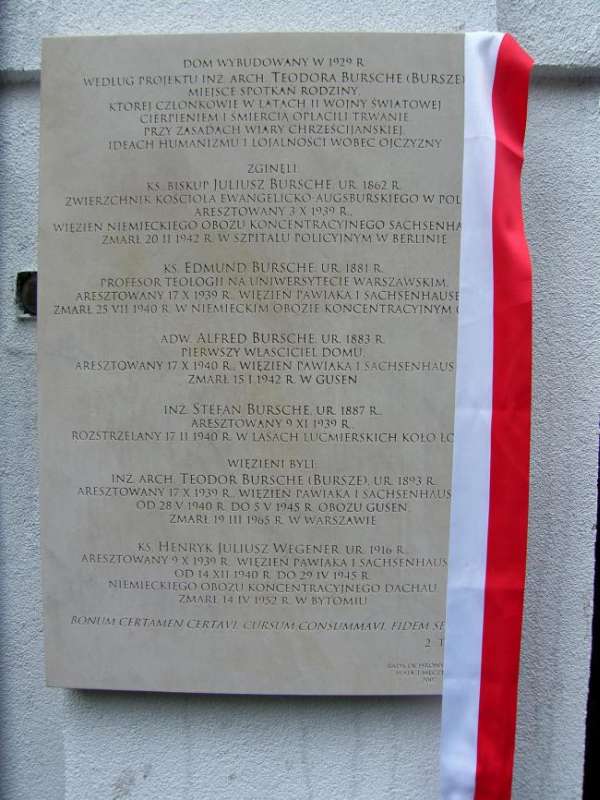 DOM WYBUDOWANY W 1929 R.
WEDŁUG PROJEKTU INŻ. ARCH. TEODORA BURSCHE (BURSZE)
MIEJSCE SPOTKAŃ RODZINY,
KTÓREJ CZŁONKOWIE W LATACH II WOJNY ŚWIATOWEJ
CIERPIENIEM I ŚMIERCIĄ OPŁACILI TRWANIE
PRZY ZASADACH WIARY CHRZEŚCIJAŃSKIEJ,
IDEACH HUMANIZMU I LOJALNOŚCI WOBEC OJCZYZNY
ZGINĘLI:
KS. BISKUP JULIUSZ BURSCHE, UR. 1862 R.,
ZWIERZCHNIK KOŚCIOŁA EWANGELICKO-AUGSBURSKIEGO W POL
ARESZTOWANY 3 X 1939 R.,
WIĘZIEŃ NIEMIECKIEGO OBOZU KONCENTRACYJNEGO SACHSENHA
ZMARŁ 20 II 1942 R. W SZPITALU POLICYJNYM W BERLINIE
KS. EDMUND BURSCHE, UR. 1881 R.,
PROFESOR TEOLOGII NA UNIWERSYTECIE WARSZAWSKIM,
ARESZTOWANY 17 X 1939 R., WIĘZIEŃ PAWIAKA I SACHSENHAUSE
ZMARŁ 25 VII 1940 R. W NIEMIECKIM OBOZIE KONCENTRACYJNYM
ADW. ALFRED BURSCHE, UR. 1883 R.,
PIERWSZY WŁAŚCICIEL DOMU,
ARESZTOWANY 17 X 1940 R., WIĘZIEŃ PAWIAKA I SACHSENHAUS
ZMARŁ 15 I 1942 R. W GUSEN
INŻ. STEFAN BURSCHE, UR. 1887 R.,
ARESZTOWANY 9 XI 1939 R.,
ROZSTRZELANY 17 II 1940 R. W LASACH LUĆMIERSKICH KOŁO ŁO
WIĘZIENI BYLI:
INŻ. ARCH. TEODOR BURSCHE (BURSZE), UR. 1893 R.,
ARESZTOWANY 17 X 1939 R., WIĘZIEŃ PAWIAKA I SACHSENHAUS
OD 28 V 1940 R. DO 5 V 1945 R. OBOZU GUSEN,
ZMARŁ 19 III 1965 R. W WARSZAWIE
KS. HENRYK JULIUSZ WEGENER, UR. 1916 R.,
ARESZTOWANY 9 X 1939 R., WIĘZIEŃ PAWIAKA I SACHSENHAUS
OD 14 XII 1940 R. DO 29 IV 1945 R.
NIEMIECKIEGO OBOZU KONCENTRACYJNEGO DACHAU,
ZMARŁ 14 IV 1952 R. W BYTOMIU
BONUM CERTAMEN CERTAVI, CURSUM CONSUMMAVI, FIDEM SE
2 T
RADA OCHRONY
WALK I MĘCZE